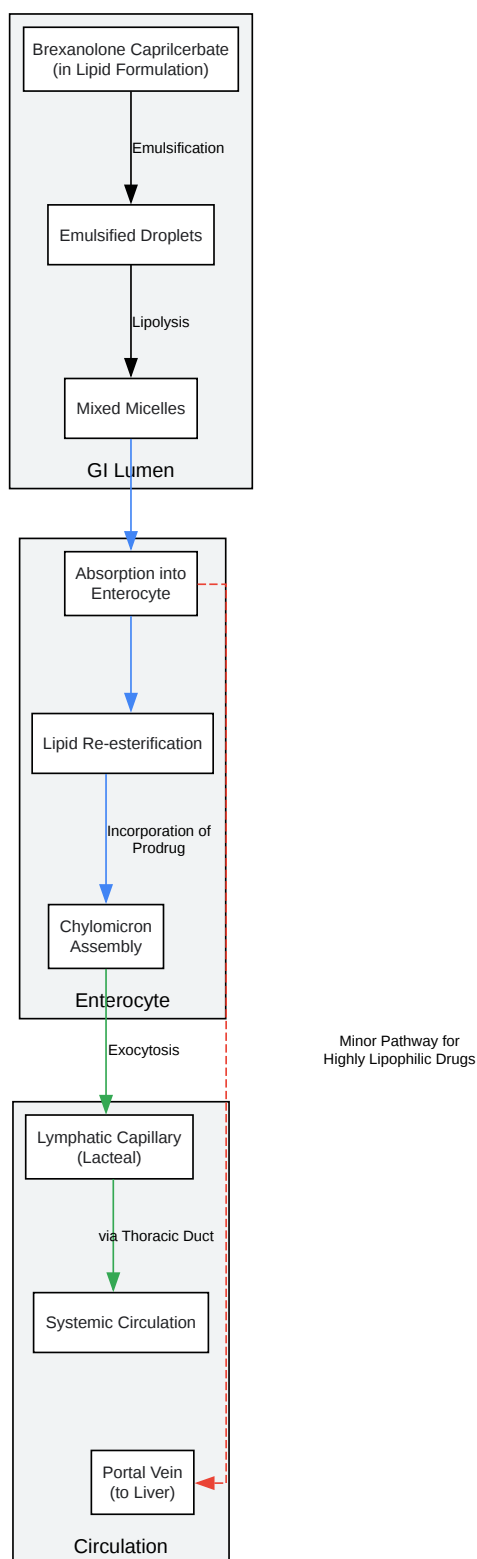 Brexanolone Caprilcerbate
(in Lipid Formulation)
Emulsification
Emulsified Droplets
Lipolysis
Mixed Micelles
GI Lumen
Absorption into
Enterocyte
Lipid Re-esterification
Incorporation of
Prodrug
Chylomicron
Assembly
Enterocyte
Exocytosis
Minor Pathway for
Highly Lipophilic Drugs
Lymphatic Capillary
(Lacteal)
via Thoracic Duct
Systemic Circulation
Portal Vein
(to Liver)
Circulation